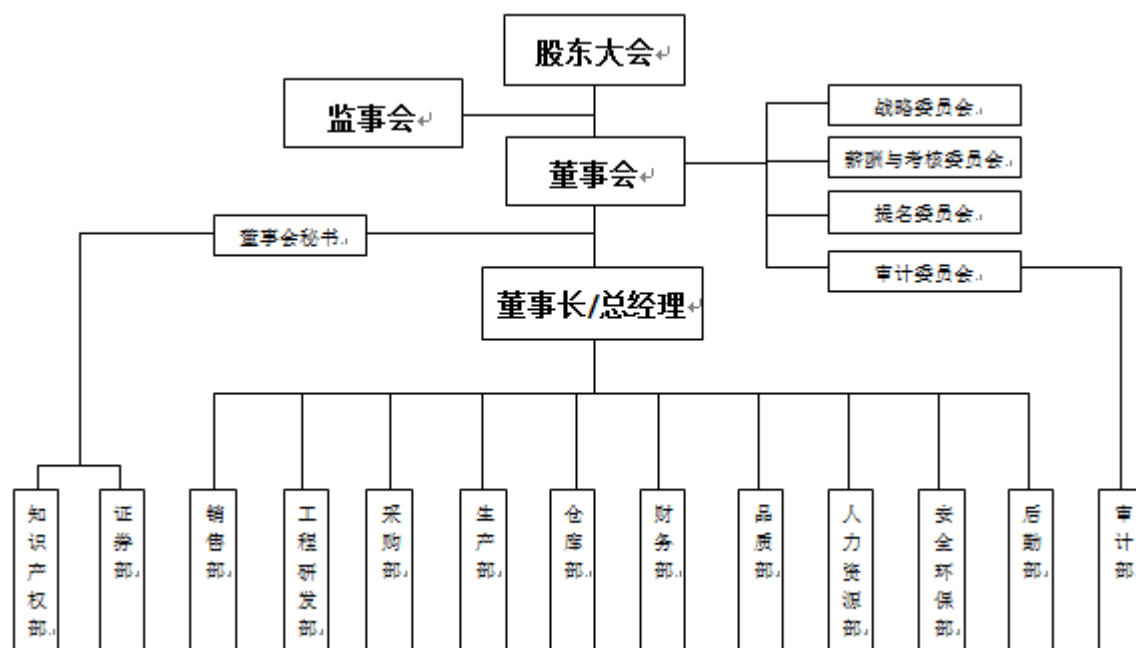 股东大会
监事会
战略委员会
薪酬与考核委员会
董事会
提名委员会
董事会秘书
审计委员会
董事长/总经理
知识产权部
证券部
销售部
工程研发部
采购部
生产部
仓库部
财务部
品质部
人力资源部
安全环保部
后勤部
审计部